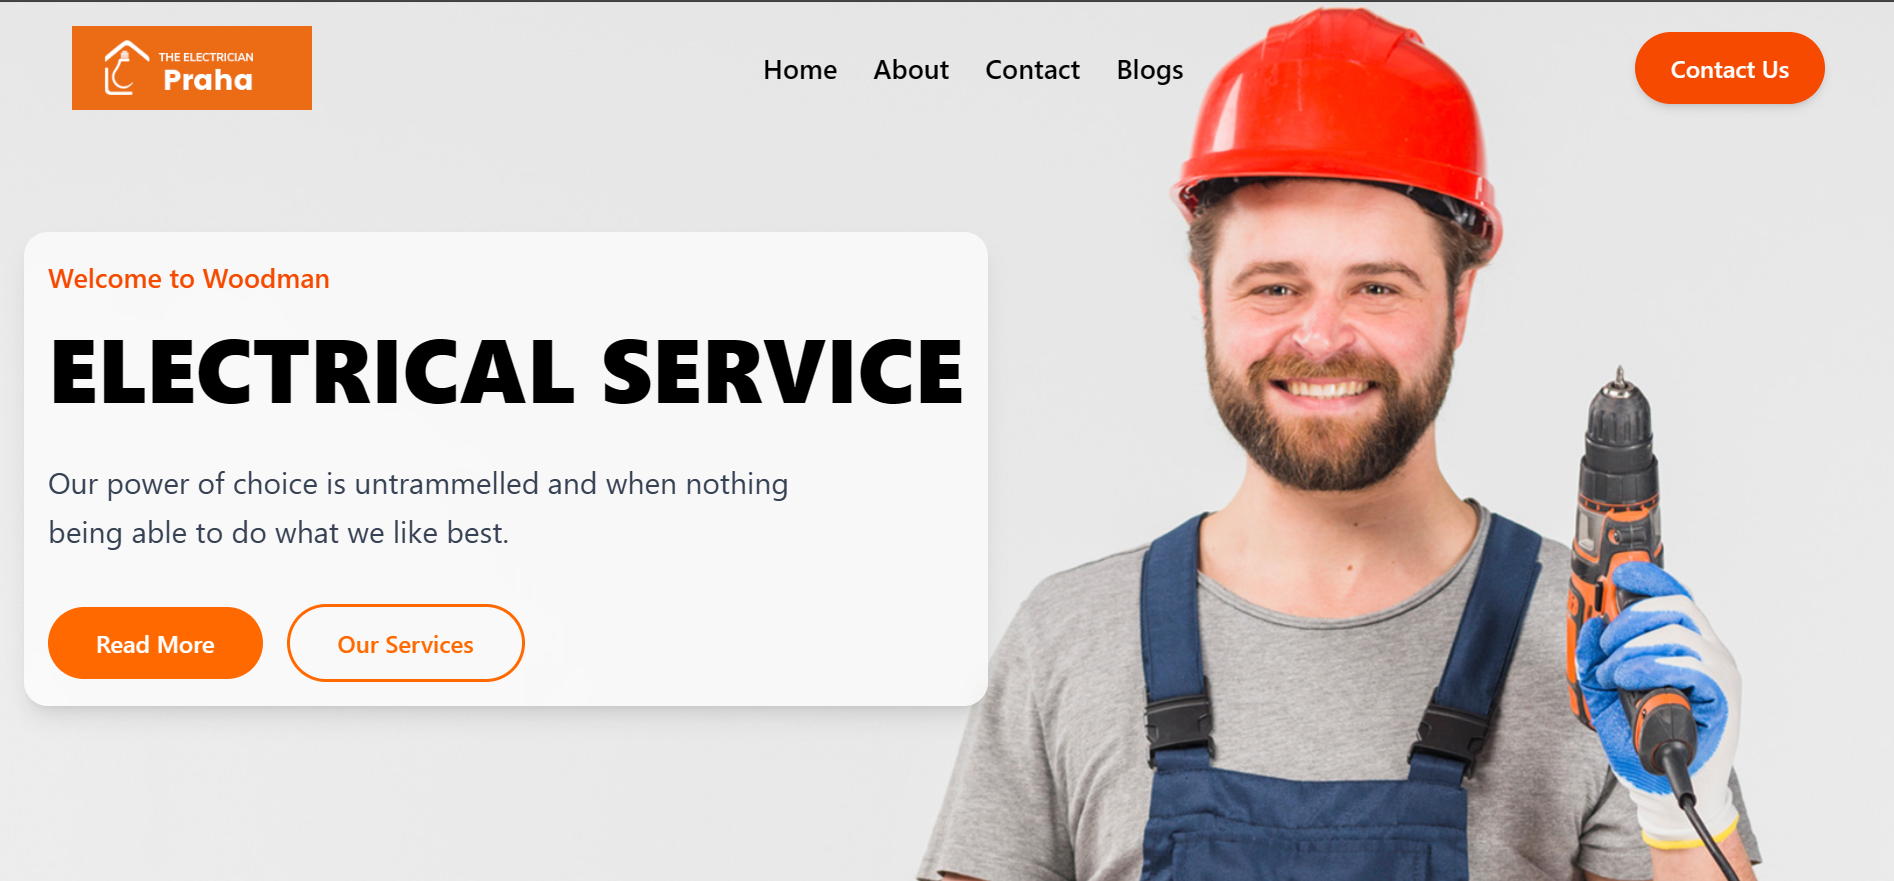 THE ELECTRICIAN
Praha
Home About Contact Blogs
Contact Us
Welcome to Woodman
ELECTRICAL SERVICE
Our power of choice is untrammelled and when nothing
being able to do what we like best.
Read More Our Services